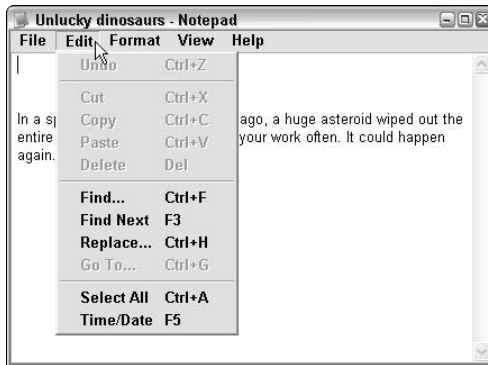 Unlucky dinosaurs - Notepad
File Edit Format View Help
Undo Ctrl+Z
Cut Ctrl+X
Copy Ctrl+C
Paste Ctrl+V
Delete Del
Find... Ctrl+F
Find Next F3
Replace... Ctrl+H
Go To... Ctrl+G
Select All Ctrl+A
Time/Date F5
In a ago, a huge asteroid wiped out the
entire your work often. It could happen
again.